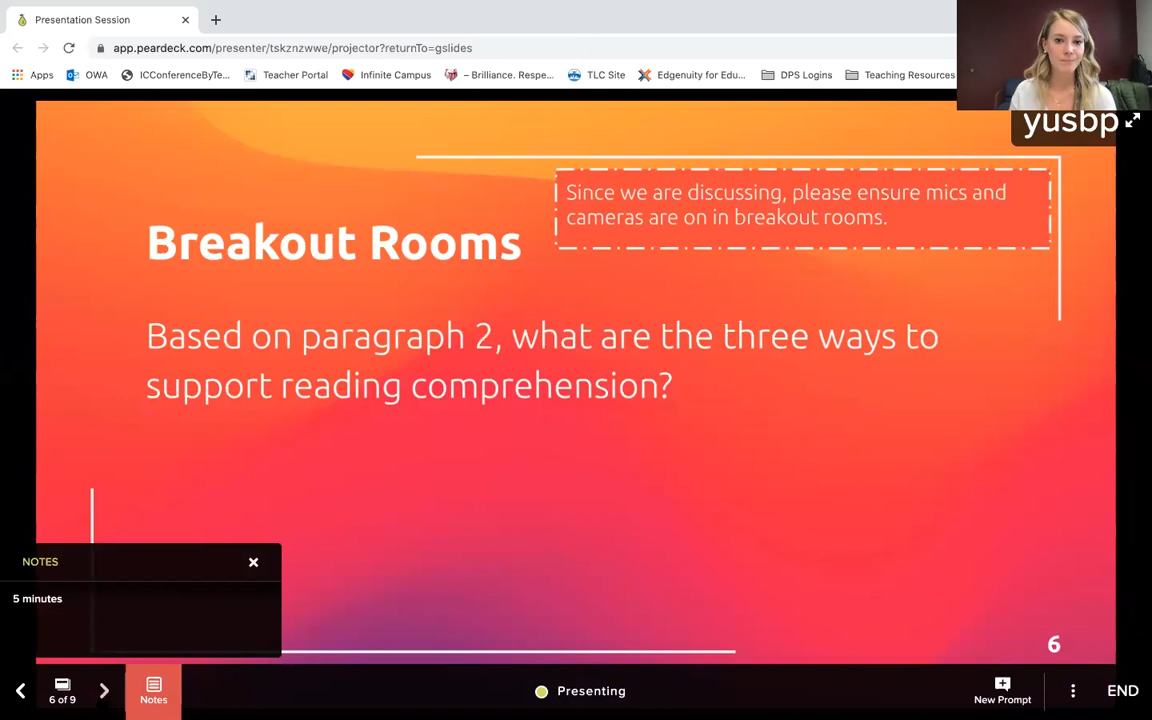 Presentation Session
app.peardeck.com/presenter/tskznzwwe/projector?returnTo=gslides
Apps OWA ICConferenceByTe... Teacher Portal Infinite Campus – Brilliance. Respe... TLC Site Edgenuity for Edu... DPS Logins Teaching Resources
yusbp
Since we are discussing, please ensure mics and
cameras are on in breakout rooms.
Breakout Rooms
Based on paragraph 2, what are the three ways to
support reading comprehension?
NOTES
5 minutes
6
6 of 9
Notes
Presenting
New Prompt
END